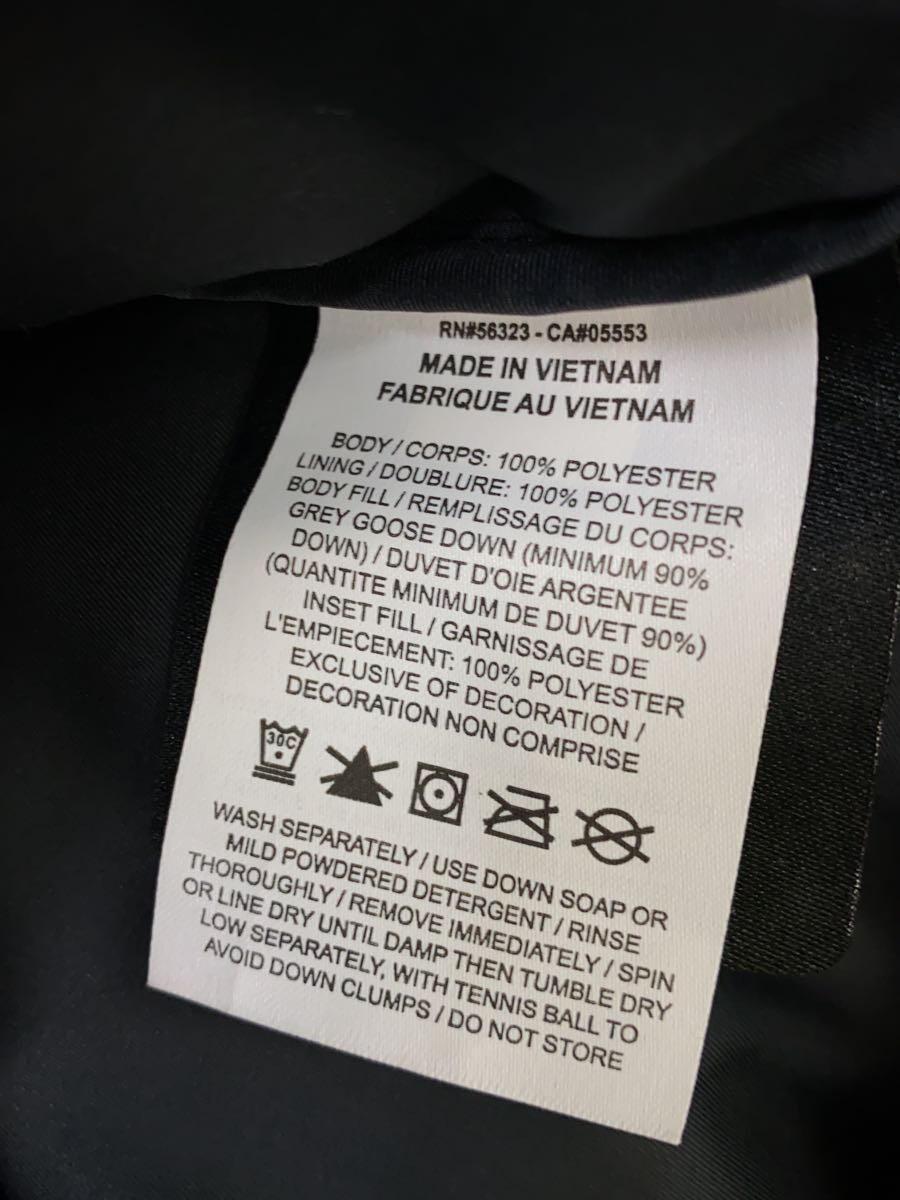 RN#56323 - CA#05553
MADE IN VIETNAM
FABRIQUE AU VIETNAM
BODY / CORPS: 100% POLYESTER
LINING / DOUBLURE: 100% POLYESTER
BODY FILL / REMPLISSAGE DU CORPS:
GREY GOOSE DOWN (MINIMUM 90%
DOWN) / DUVET D'OIE ARGENTEE
(QUANTITE MINIMUM DE DUVET 90%)
INSET FILL / GARNISSAGE DE
L'EMPIECEMENT: 100% POLYESTER
EXCLUSIVE OF DECORATION /
DECORATION NON COMPRISE
30C
WASH SEPARATELY / USE DOWN SOAP OR
MILD POWDERED DETERGENT / RINSE
THOROUGHLY / REMOVE IMMEDIATELY / SPIN
OR LINE DRY UNTIL DAMP THEN TUMBLE DRY
LOW SEPARATELY, WITH TENNIS BALL TO
AVOID DOWN CLUMPS / DO NOT STORE